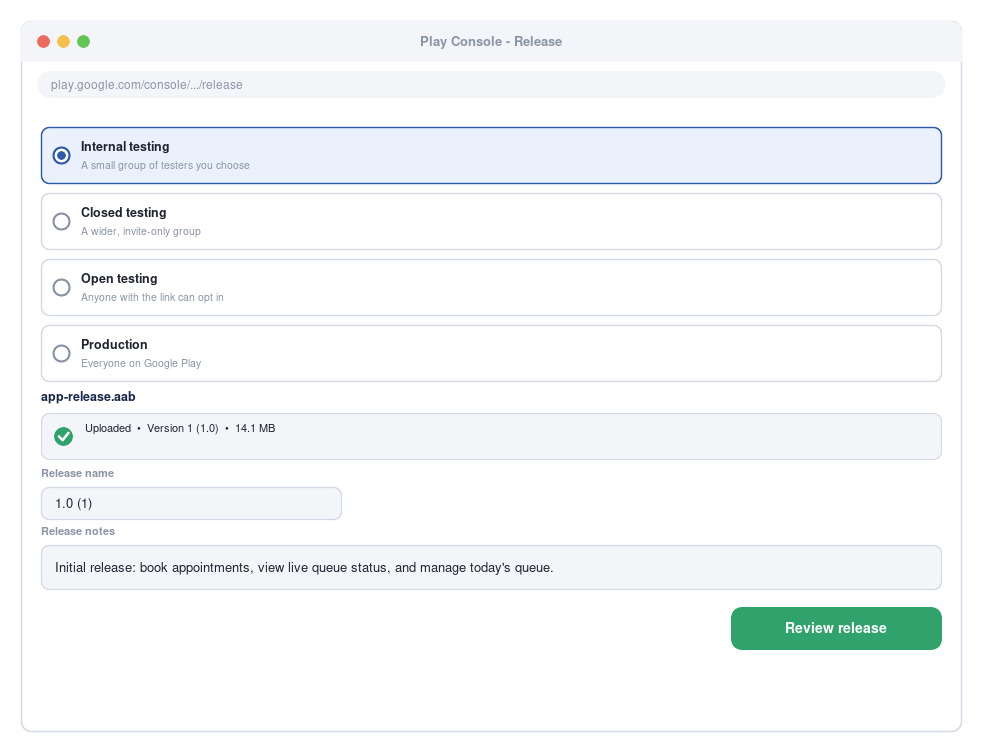 Play Console - Release
play.google.com/console/.../release
Internal testing
A small group of testers you choose
Closed testing
A wider, invite-only group
Open testing
Anyone with the link can opt in
Production
Everyone on Google Play
app-release.aab
Uploaded • Version 1 (1.0) • 14.1 MB
Release name
1.0 (1)
Release notes
Initial release: book appointments, view live queue status, and manage today's queue.
Review release